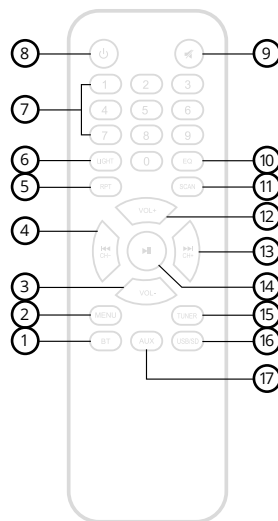 8 9
1 2 3
7 4 5 6
7 8 9
6 LIGHT 0 EQ 10
5 RPT SCAN 11
VOL+ 12
4 CH- CH+ 13
14
3 VOL-
2 MENU TUNER 15
1 BT AUX USB/SD 16
17